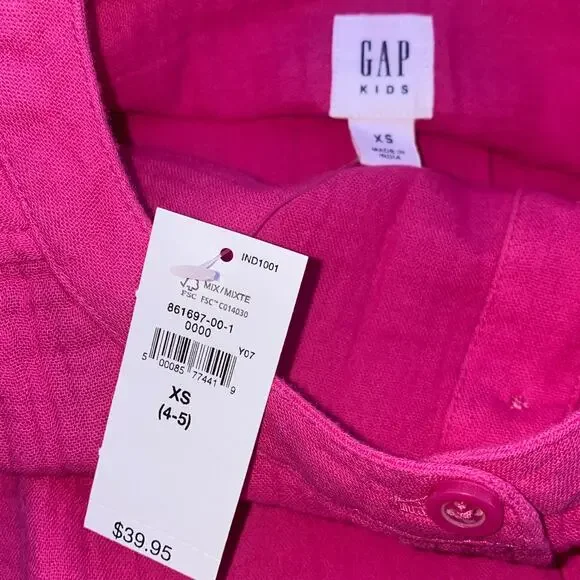 GAP
KIDS
XS
MADE IN
INDIA
IND1001
MIX/MIXTE
FSC FSC™ C014030
861697-00-1
0000
Y07
5 00085 77441 9
XS
(4-5)
$39.95